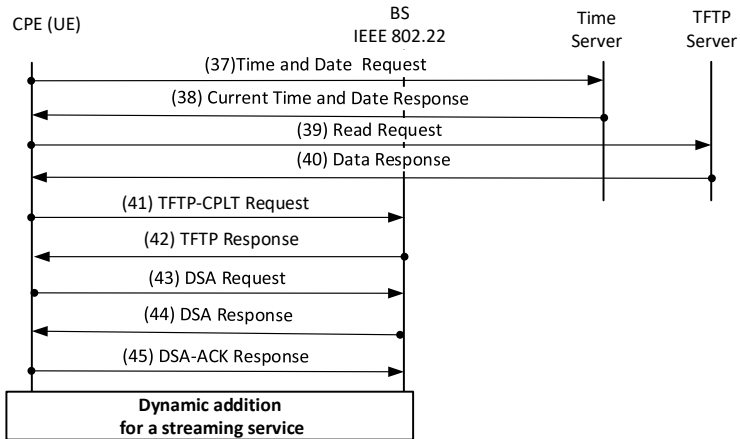 CPE (UE)
BS
IEEE 802.22
Time
Server
TFTP
Server
(37)Time and Date Request
(38) Current Time and Date Response
(39) Read Request
(40) Data Response
(41) TFTP-CPLT Request
(42) TFTP Response
(43) DSA Request
(44) DSA Response
(45) DSA-ACK Response
Dynamic addition
for a streaming service